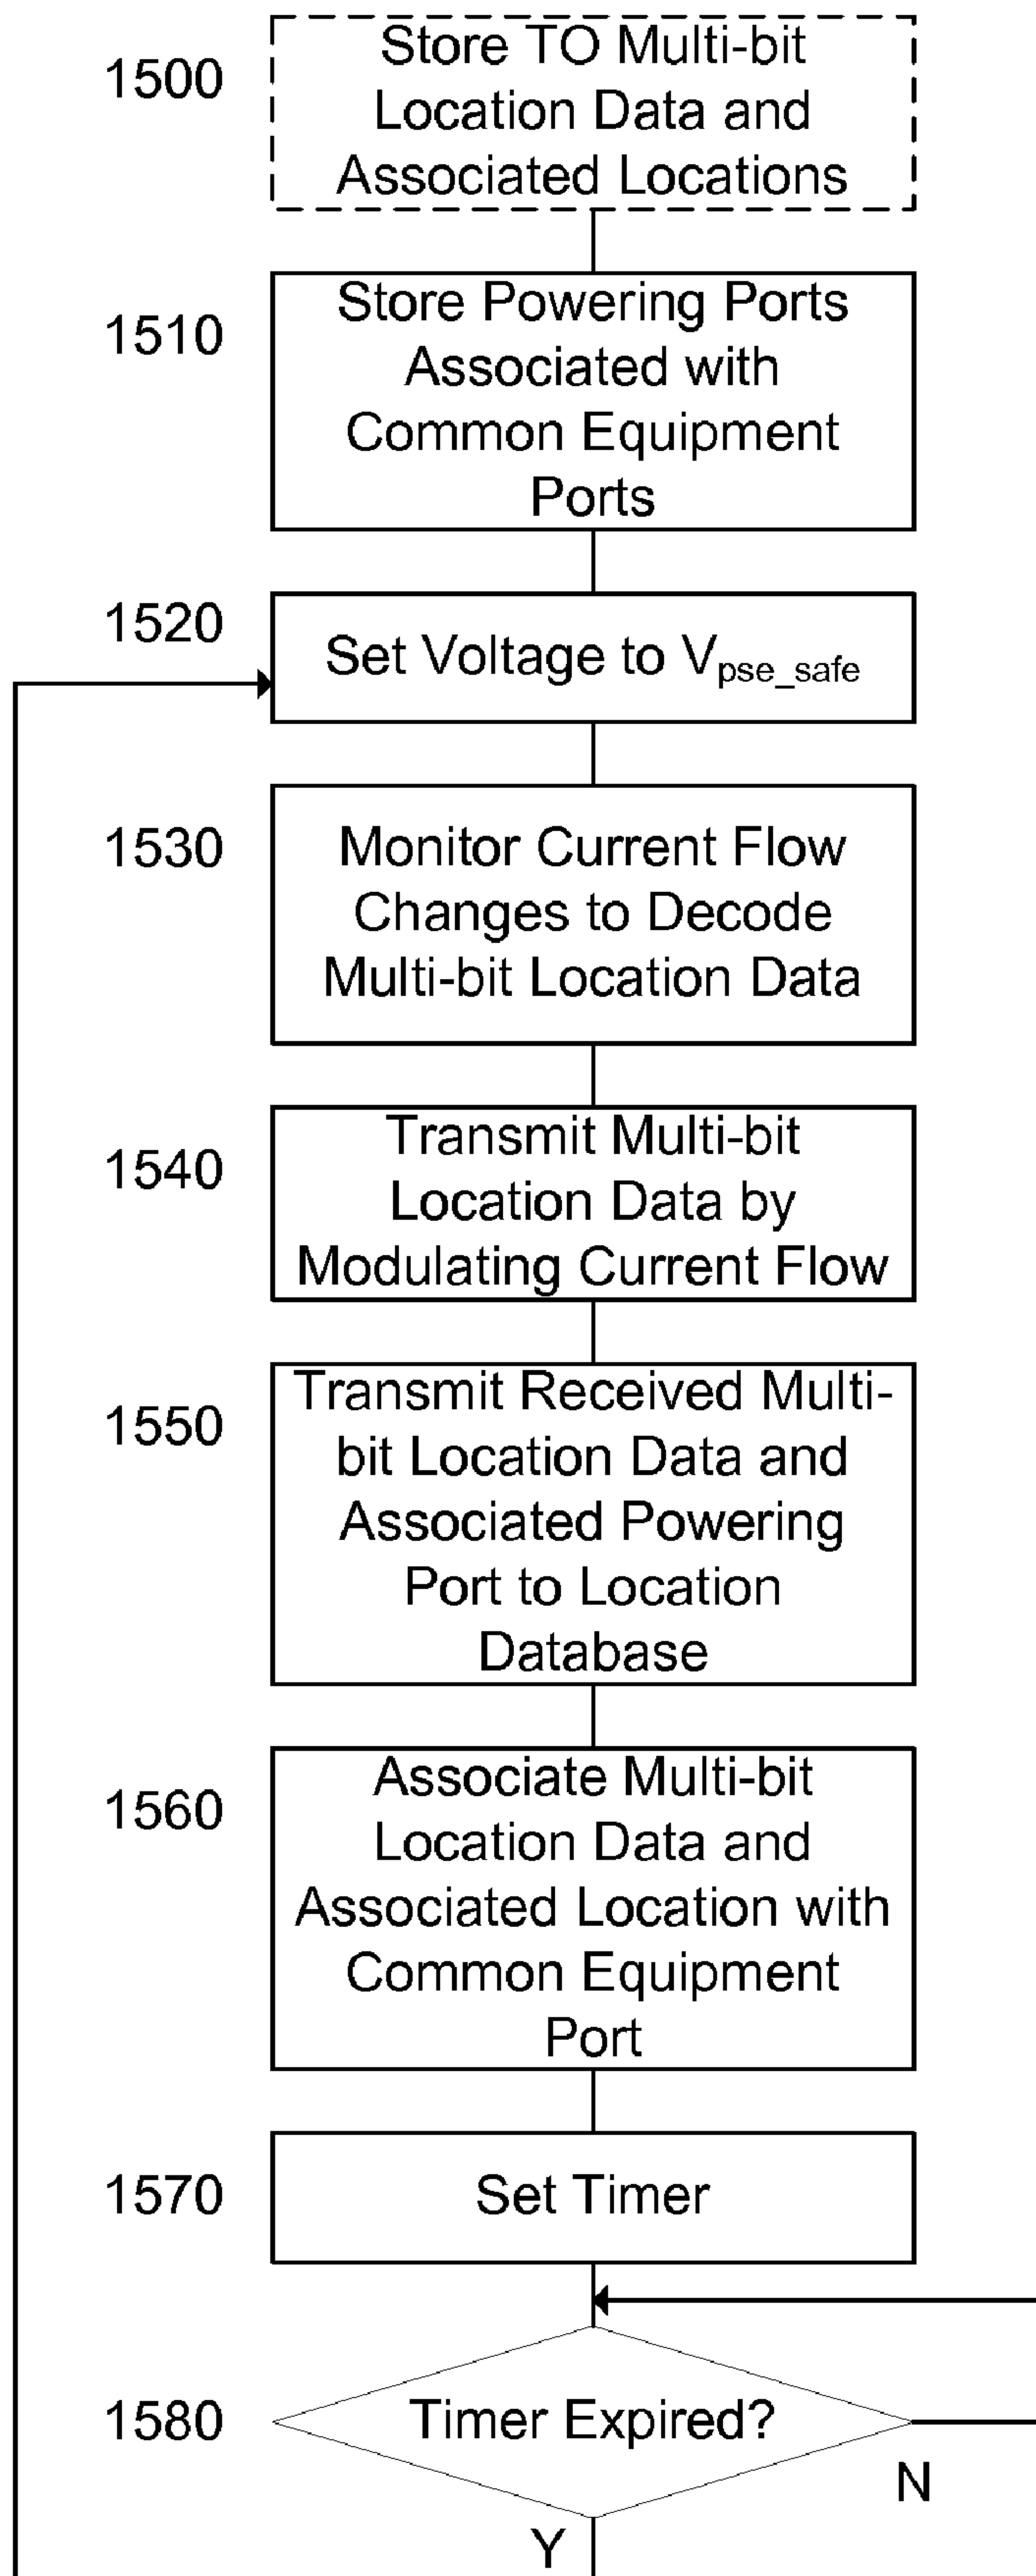 1500
Store TO Multi-bit
Location Data and
Associated Locations
1510
Store Powering Ports
Associated with
Common Equipment
Ports
1520
Set Voltage to Vpse_safe
1530
Monitor Current Flow
Changes to Decode
Multi-bit Location Data
1540
Transmit Multi-bit
Location Data by
Modulating Current Flow
1550
Transmit Received Multi-
bit Location Data and
Associated Powering
Port to Location
Database
1560
Associate Multi-bit
Location Data and
Associated Location with
Common Equipment
Port
1570
Set Timer
1580
Timer Expired?
N
Y